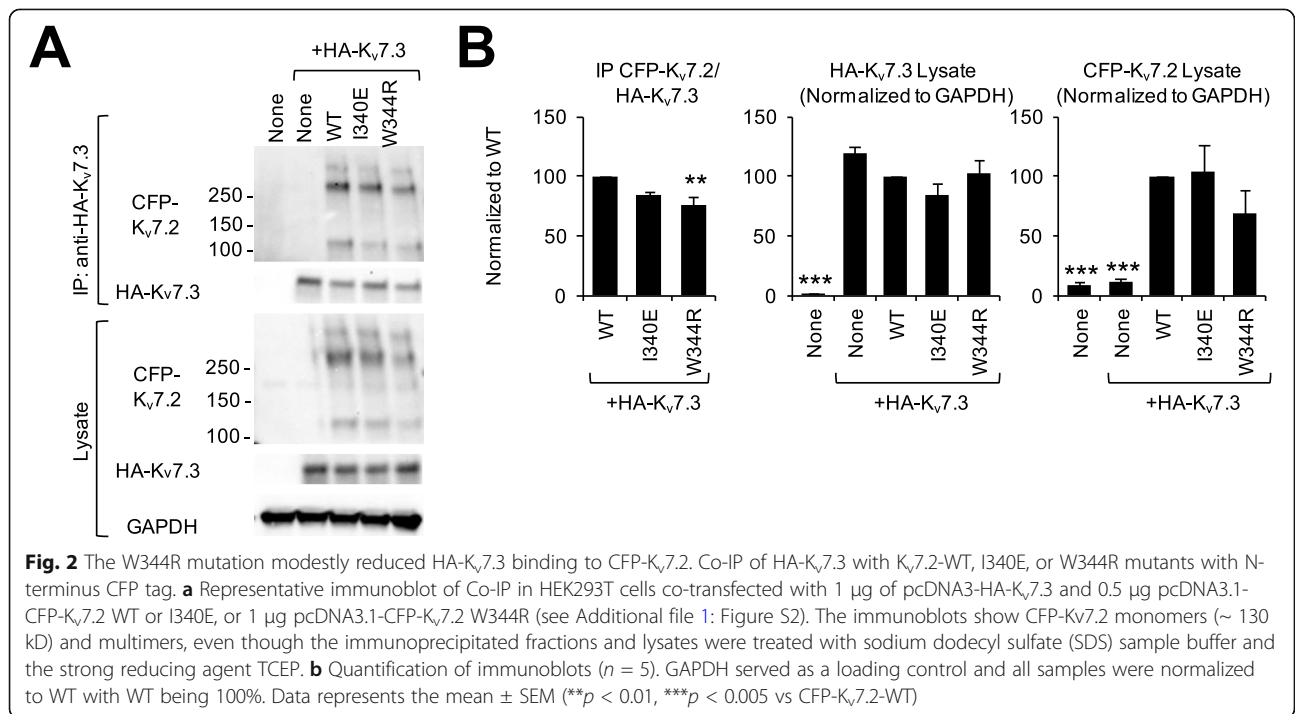 A
+HA-Kv7.3
None
None
WT
I340E
W344R
IP: anti-HA-Kv7.3
CFP-
Kv7.2
250 -
150 -
100 -
HA-Kv7.3
Lysate
CFP-
Kv7.2
250 -
150 -
100 -
HA-Kv7.3
GAPDH
B
Normalized to WT
IP CFP-Kv7.2/
HA-Kv7.3
150
100
50
0
**
WT
I340E
W344R
+HA-Kv7.3
HA-Kv7.3 Lysate
(Normalized to GAPDH)
150
100
50
0
***
None
None
WT
I340E
W344R
+HA-Kv7.3
CFP-Kv7.2 Lysate
(Normalized to GAPDH)
150
100
50
0
***
***
None
None
WT
I340E
W344R
+HA-Kv7.3
Fig. 2 The W344R mutation modestly reduced HA-Kv7.3 binding to CFP-Kv7.2. Co-IP of HA-Kv7.3 with Kv7.2-WT, I340E, or W344R mutants with N-
terminus CFP tag. a Representative immunoblot of Co-IP in HEK293T cells co-transfected with 1 μg of pcDNA3-HA-Kv7.3 and 0.5 μg pcDNA3.1-
CFP-Kv7.2 WT or I340E, or 1 μg pcDNA3.1-CFP-Kv7.2 W344R (see Additional file 1: Figure S2). The immunoblots show CFP-Kv7.2 monomers (~ 130
kD) and multimers, even though the immunoprecipitated fractions and lysates were treated with sodium dodecyl sulfate (SDS) sample buffer and
the strong reducing agent TCEP. b Quantification of immunoblots (n = 5). GAPDH served as a loading control and all samples were normalized
to WT with WT being 100%. Data represents the mean ± SEM (**p < 0.01, ***p < 0.005 vs CFP-Kv7.2-WT)